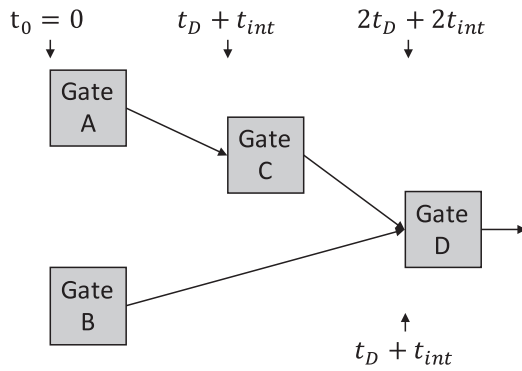 t₀ = 0
t_D + t_int
2t_D + 2t_int
Gate
A
Gate
C
Gate
D
Gate
B
t_D + t_int